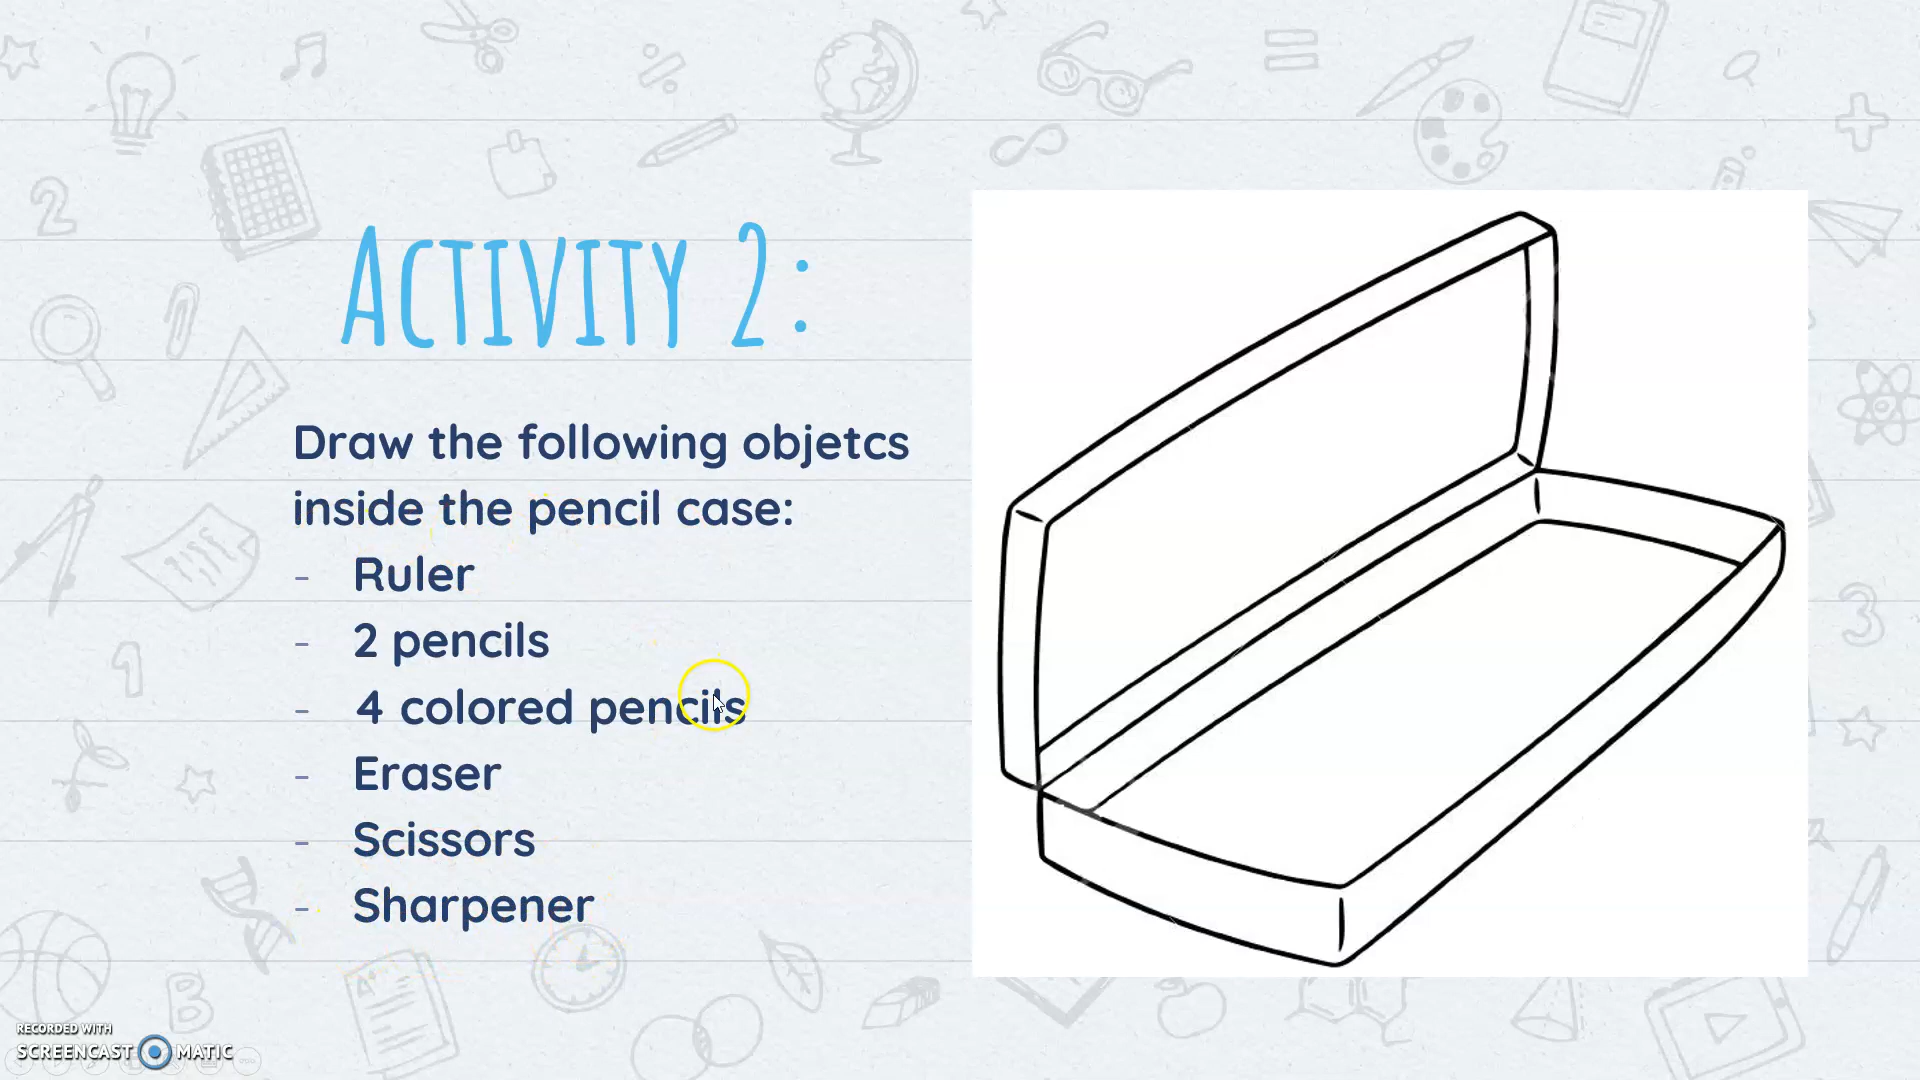 ACTIVITY 2:
Draw the following objetcs
inside the pencil case:
- Ruler
- 2 pencils
- 4 colored pencils
- Eraser
- Scissors
- Sharpener
RECORDED WITH
SCREENCAST MATIC